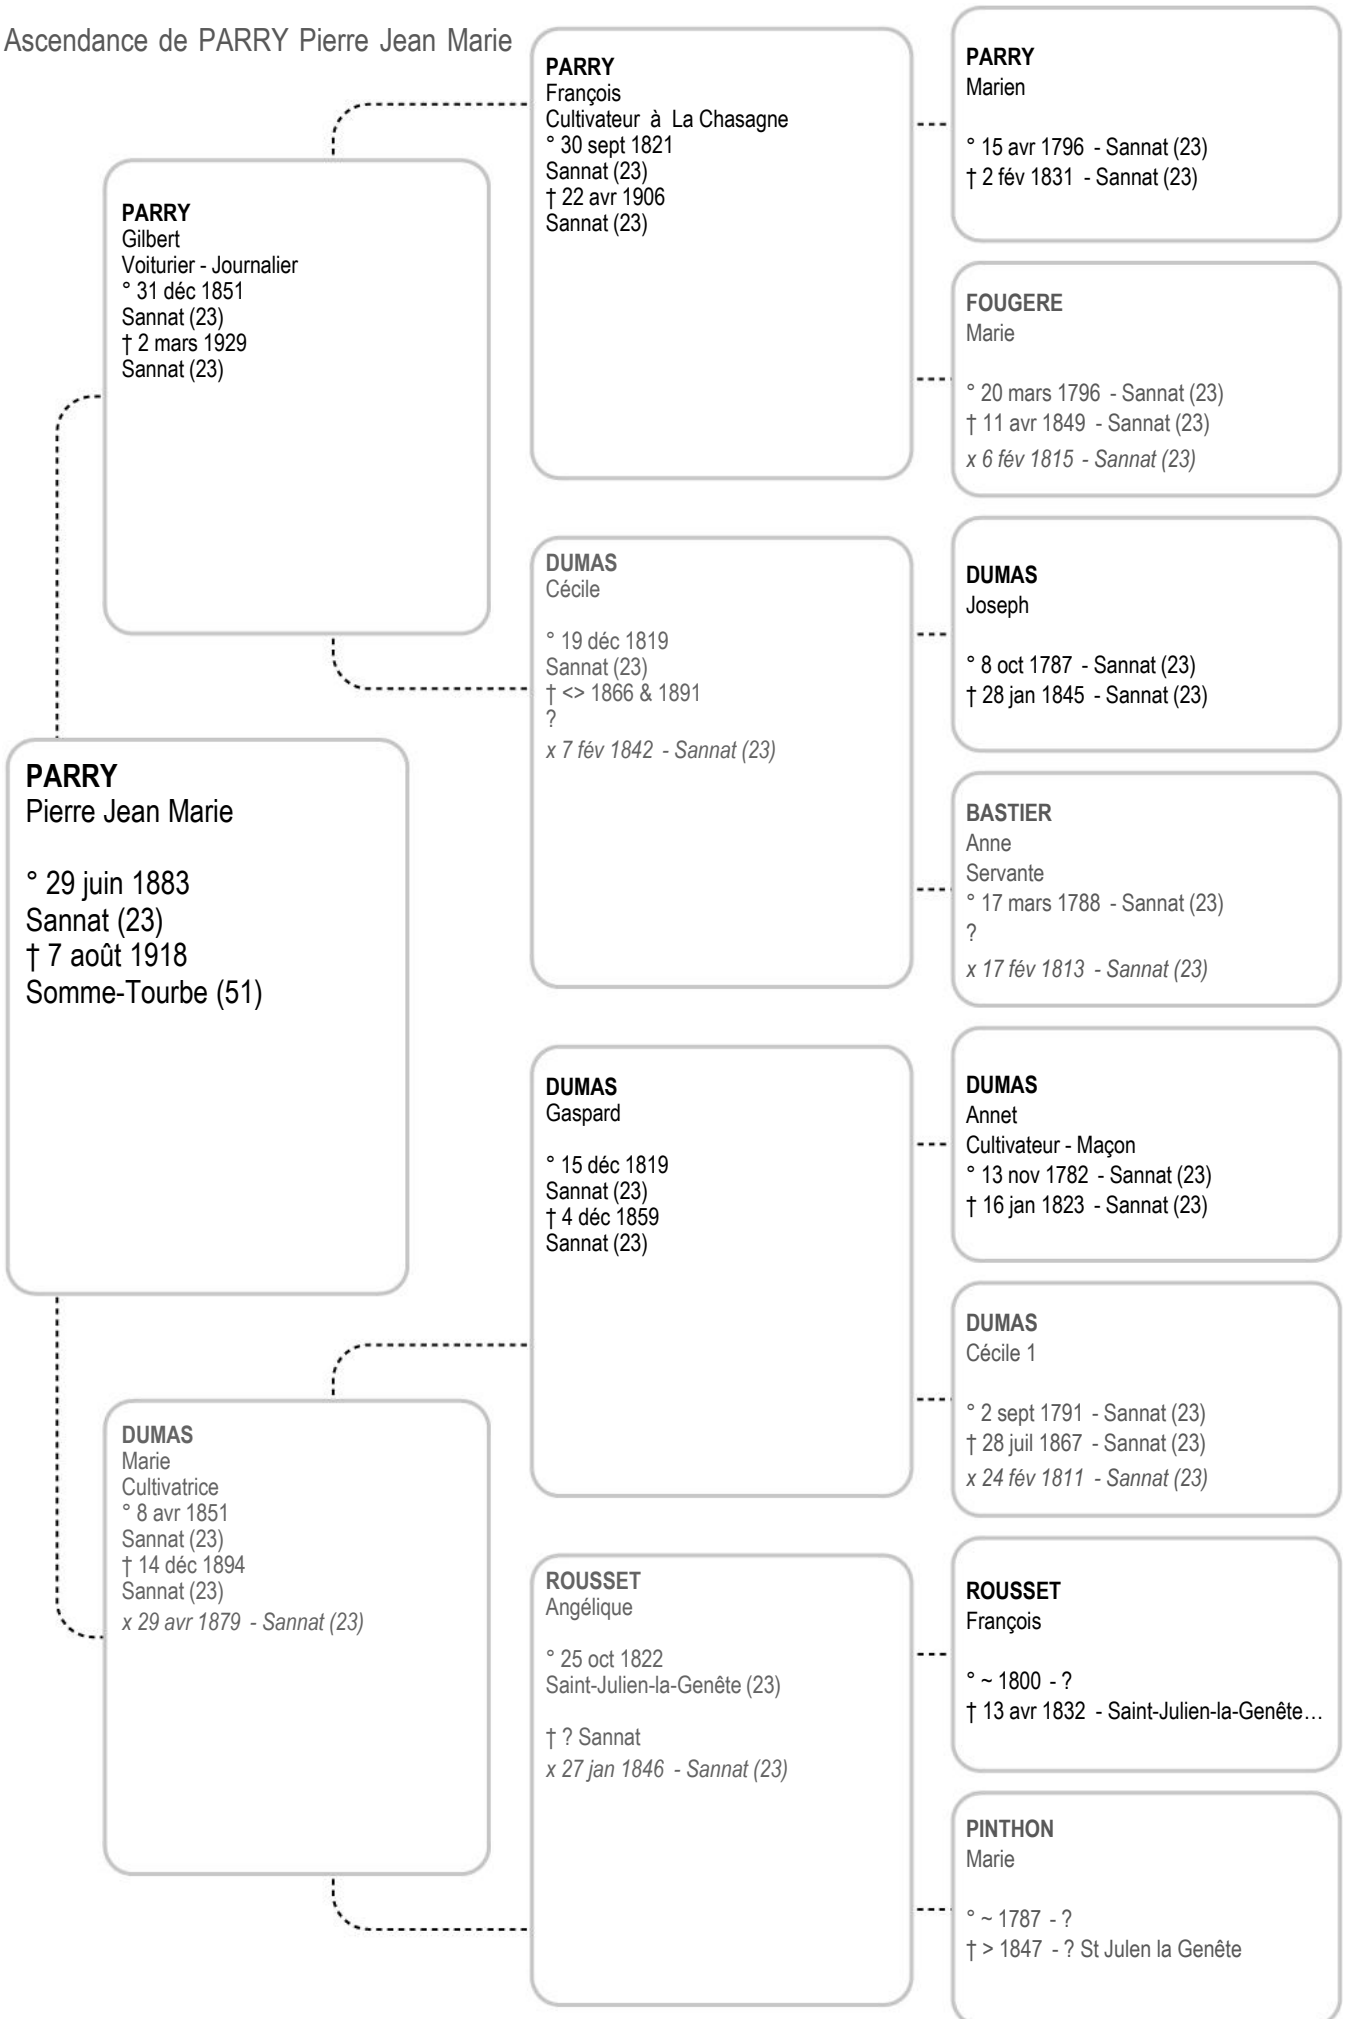 Ascendance de PARRY Pierre Jean Marie
PARRY
Pierre Jean Marie
° 29 juin 1883
Sannat (23)
† 7 août 1918
Somme-Tourbe (51)
PARRY
Gilbert
Voiturier - Journalier
° 31 déc 1851
Sannat (23)
† 2 mars 1929
Sannat (23)
DUMAS
Marie
Cultivatrice
° 8 avr 1851
Sannat (23)
† 14 déc 1894
Sannat (23)
x 29 avr 1879 - Sannat (23)
PARRY
François
Cultivateur à La Chasagne
° 30 sept 1821
Sannat (23)
† 22 avr 1906
Sannat (23)
DUMAS
Cécile
° 19 déc 1819
Sannat (23)
† <> 1866 & 1891
?
x 7 fév 1842 - Sannat (23)
DUMAS
Gaspard
° 15 déc 1819
Sannat (23)
† 4 déc 1859
Sannat (23)
ROUSSET
Angélique
° 25 oct 1822
Saint-Julien-la-Genête (23)
† ? Sannat
x 27 jan 1846 - Sannat (23)
PARRY
Marien
° 15 avr 1796 - Sannat (23)
† 2 fév 1831 - Sannat (23)
FOUGERE
Marie
° 20 mars 1796 - Sannat (23)
† 11 avr 1849 - Sannat (23)
x 6 fév 1815 - Sannat (23)
DUMAS
Joseph
° 8 oct 1787 - Sannat (23)
† 28 jan 1845 - Sannat (23)
BASTIER
Anne
Servante
° 17 mars 1788 - Sannat (23)
?
x 17 fév 1813 - Sannat (23)
DUMAS
Annet
Cultivateur - Maçon
° 13 nov 1782 - Sannat (23)
† 16 jan 1823 - Sannat (23)
DUMAS
Cécile 1
° 2 sept 1791 - Sannat (23)
† 28 juil 1867 - Sannat (23)
x 24 fév 1811 - Sannat (23)
ROUSSET
François
° ~ 1800 - ?
† 13 avr 1832 - Saint-Julien-la-Genête…
PINTHON
Marie
° ~ 1787 - ?
† > 1847 - ? St Julen la Genête